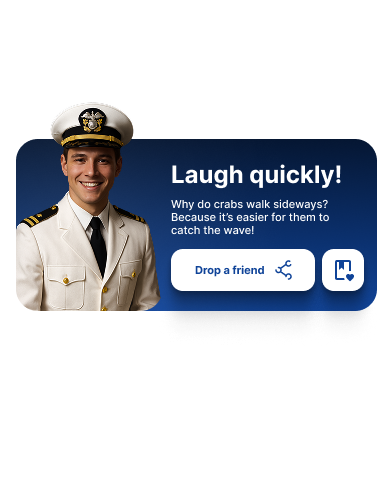 Laugh quickly!
Why do crabs walk sideways?
Because it's easier for them to
catch the wave!
Drop a friend